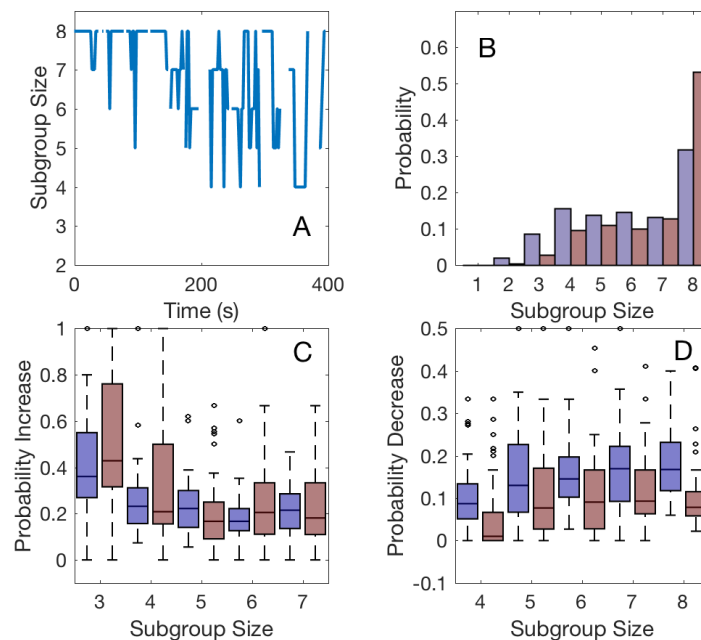 8
7
6
5
4
3
2
Subgroup Size
A
0 200 400
Time (s)
0.6
0.5
0.4
0.3
0.2
0.1
0
Probability
B
1 2 3 4 5 6 7 8
Subgroup Size
1
0.8
0.6
0.4
0.2
0
Probability Increase
C
3 4 5 6 7
Subgroup Size
0.5
0.4
0.3
0.2
0.1
0
-0.1
Probability Decrease
D
4 5 6 7 8
Subgroup Size